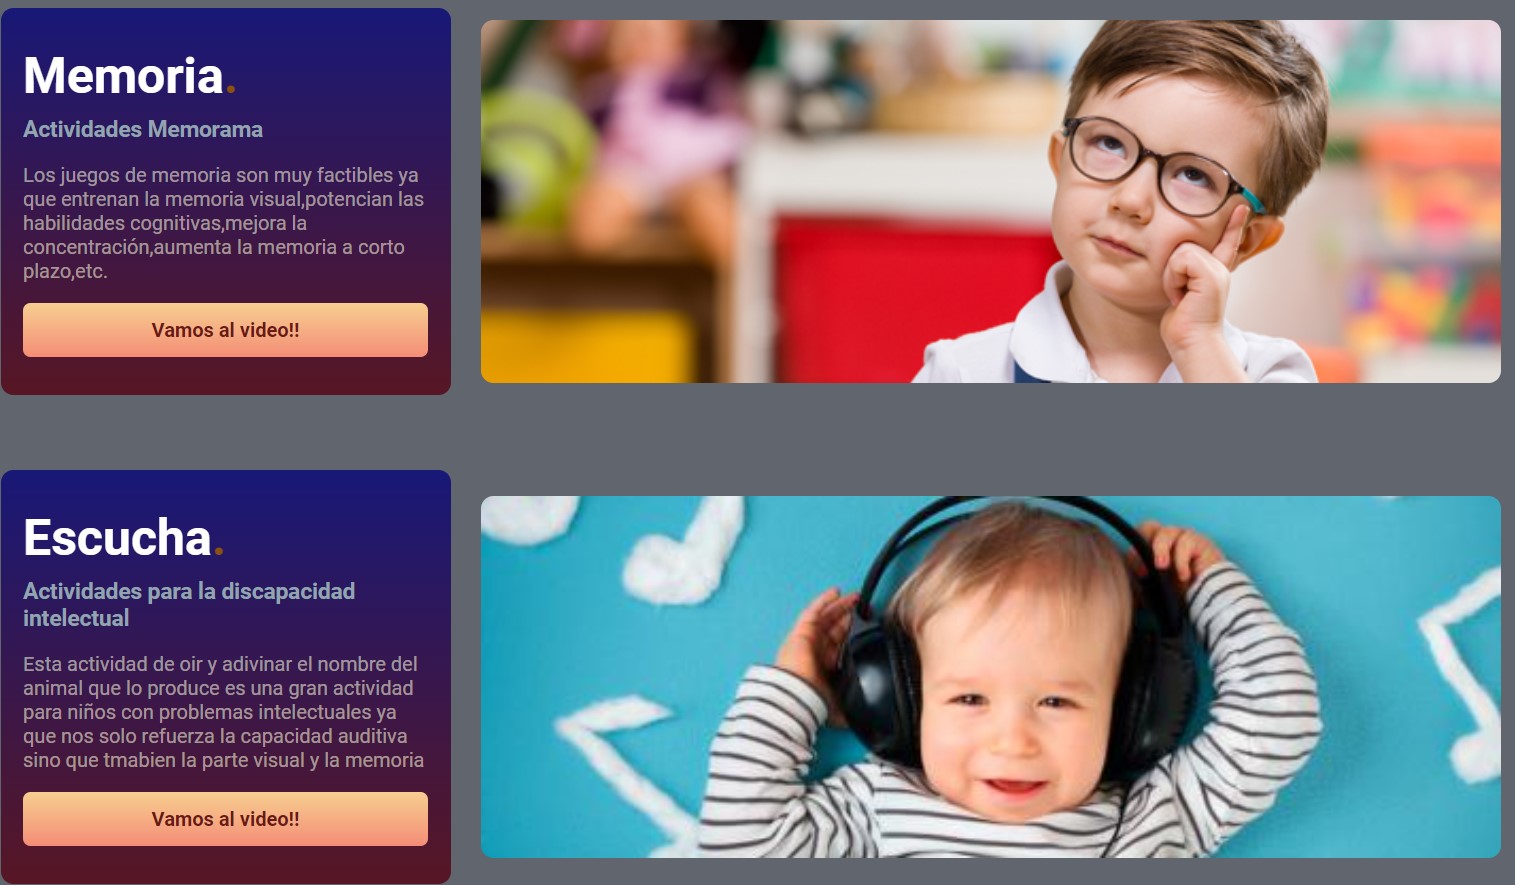 Memoria.
Actividades Memorama
Los juegos de memoria son muy factibles ya
que entrenan la memoria visual,potencian las
habilidades cognitivas,mejora la
concentración,aumenta la memoria a corto
plazo,etc.
Vamos al video!!
Escucha.
Actividades para la discapacidad
intelectual
Esta actividad de oir y adivinar el nombre del
animal que lo produce es una gran actividad
para niños con problemas intelectuales ya
que nos solo refuerza la capacidad auditiva
sino que tmabien la parte visual y la memoria
Vamos al video!!